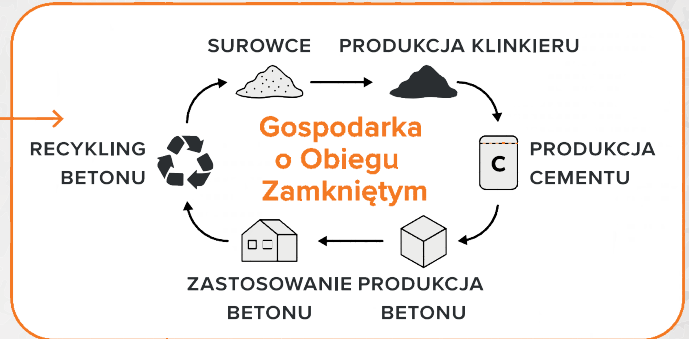 SUROWCE
PRODUKCJA KLINKIERU
Gospodarka
o Obiegu
Zamkniętym
RECYKLING
BETONU
C
PRODUKCJA
CEMENTU
ZASTOSOWANIE
BETONU
PRODUKCJA
BETONU